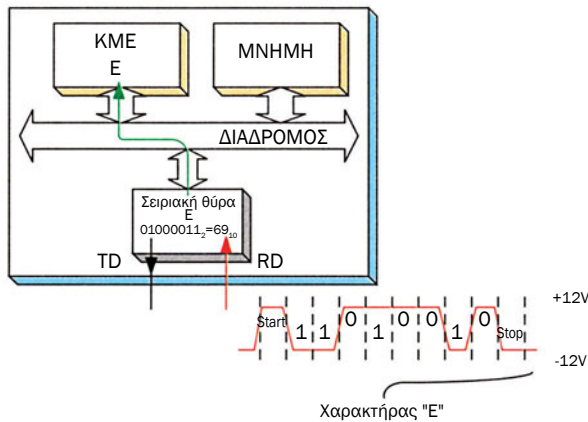 ΚΜΕ
E
ΜΝΗΜΗ
ΔΙΑΔΡΟΜΟΣ
Σειριακή θύρα
E
01000011₂=69₁₀
TD
RD
+12V
Start 1 1 0 1 0 0 1 0 Stop
-12V
Χαρακτήρας "E"